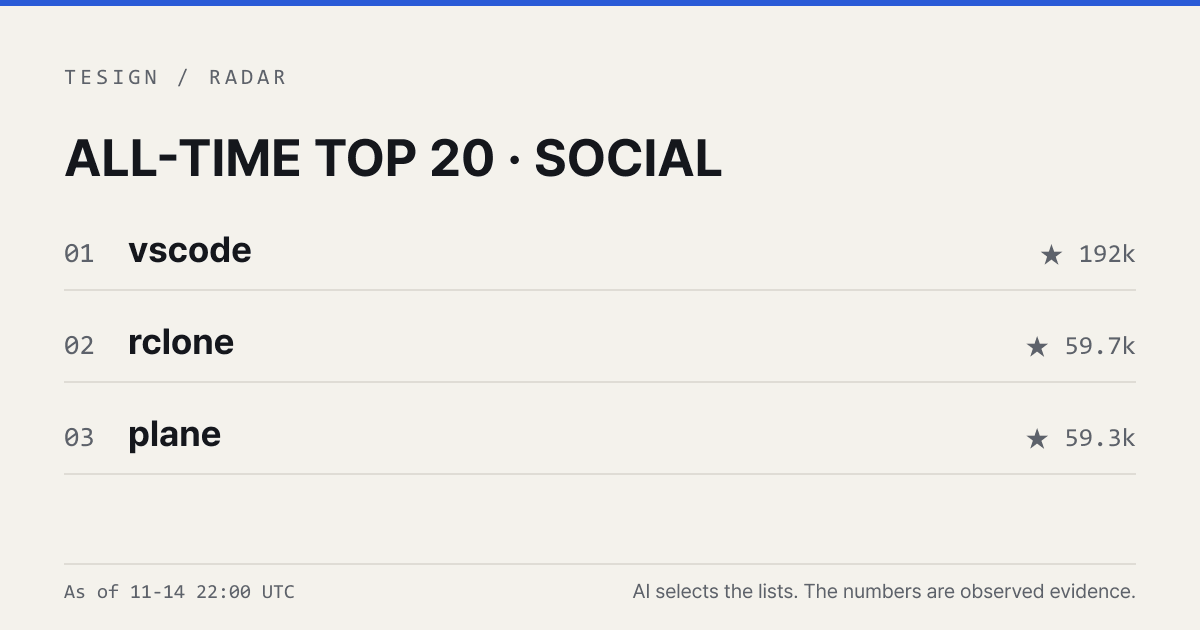 TESIGN / RADAR
ALL-TIME TOP 20 · SOCIAL
01 vscode ★ 192k
02 rclone ★ 59.7k
03 plane ★ 59.3k
As of 11-14 22:00 UTC
AI selects the lists. The numbers are observed evidence.